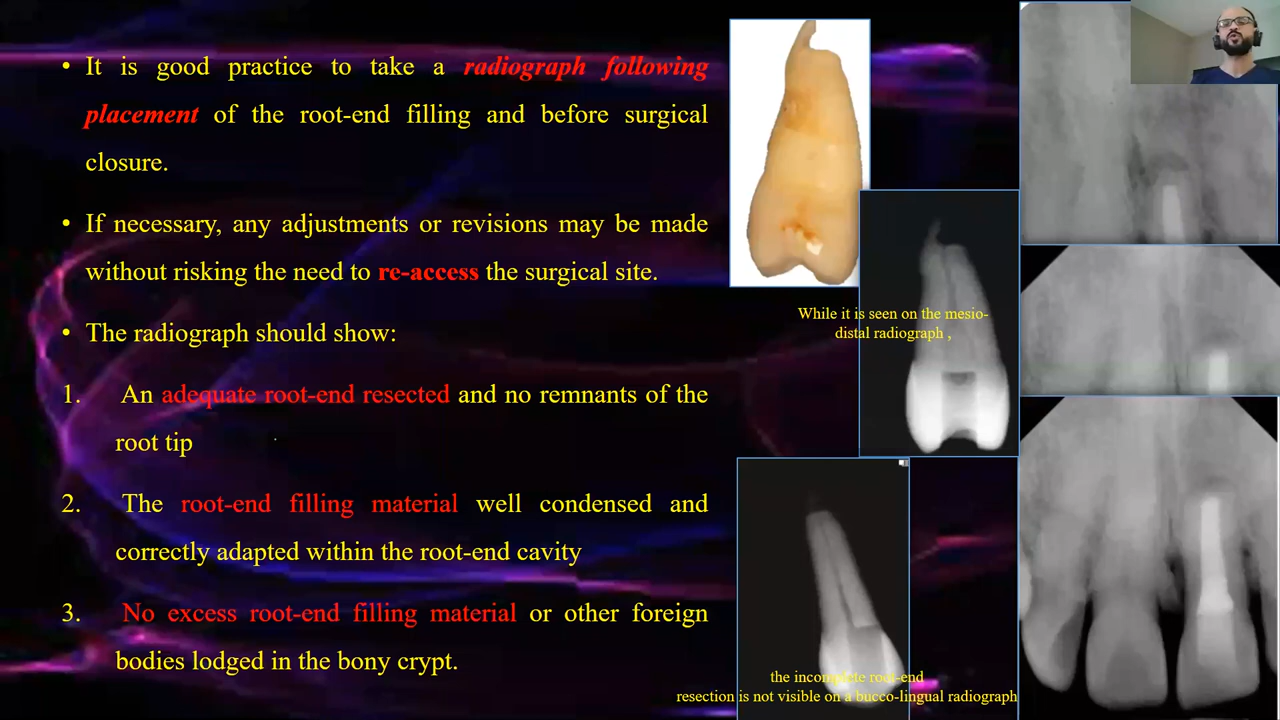 • It is good practice to take a radiograph following
placement of the root-end filling and before surgical
closure.
• If necessary, any adjustments or revisions may be made
without risking the need to re-access the surgical site.
• The radiograph should show:
1. An adequate root-end resected and no remnants of the
root tip
2. The root-end filling material well condensed and
correctly adapted within the root-end cavity
3. No excess root-end filling material or other foreign
bodies lodged in the bony crypt.
While it is seen on the mesio-
distal radiograph ,
the incomplete root-end
resection is not visible on a bucco-lingual radiograph